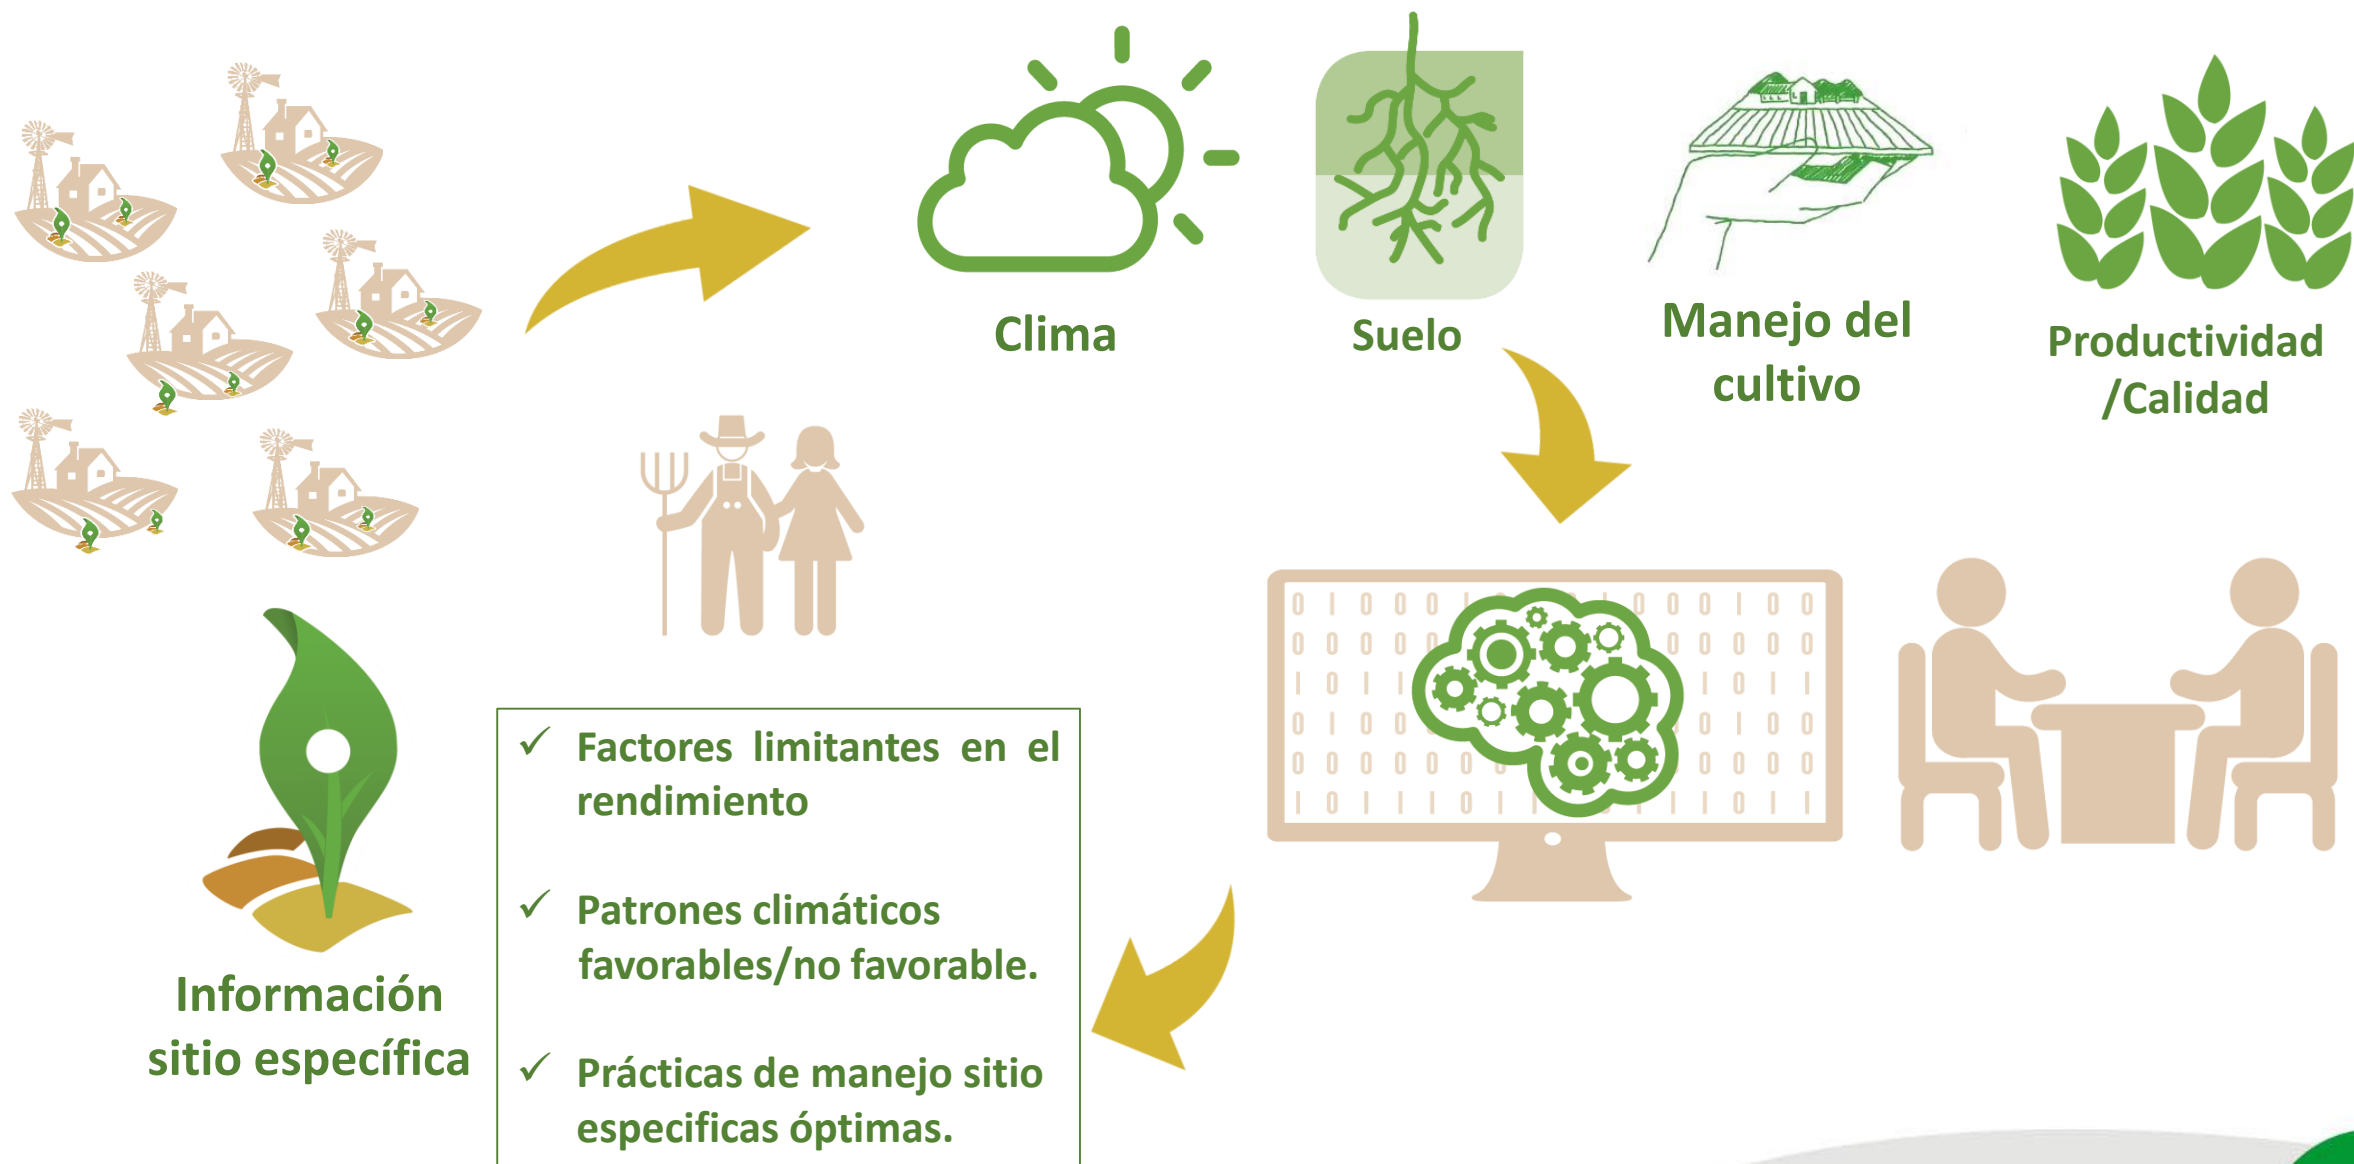 Clima
Suelo
Manejo del
cultivo
Productividad
/Calidad
Información
sitio específica
✓ Factores limitantes en el
rendimiento
✓ Patrones climáticos
favorables/no favorable.
✓ Prácticas de manejo sitio
especificas óptimas.